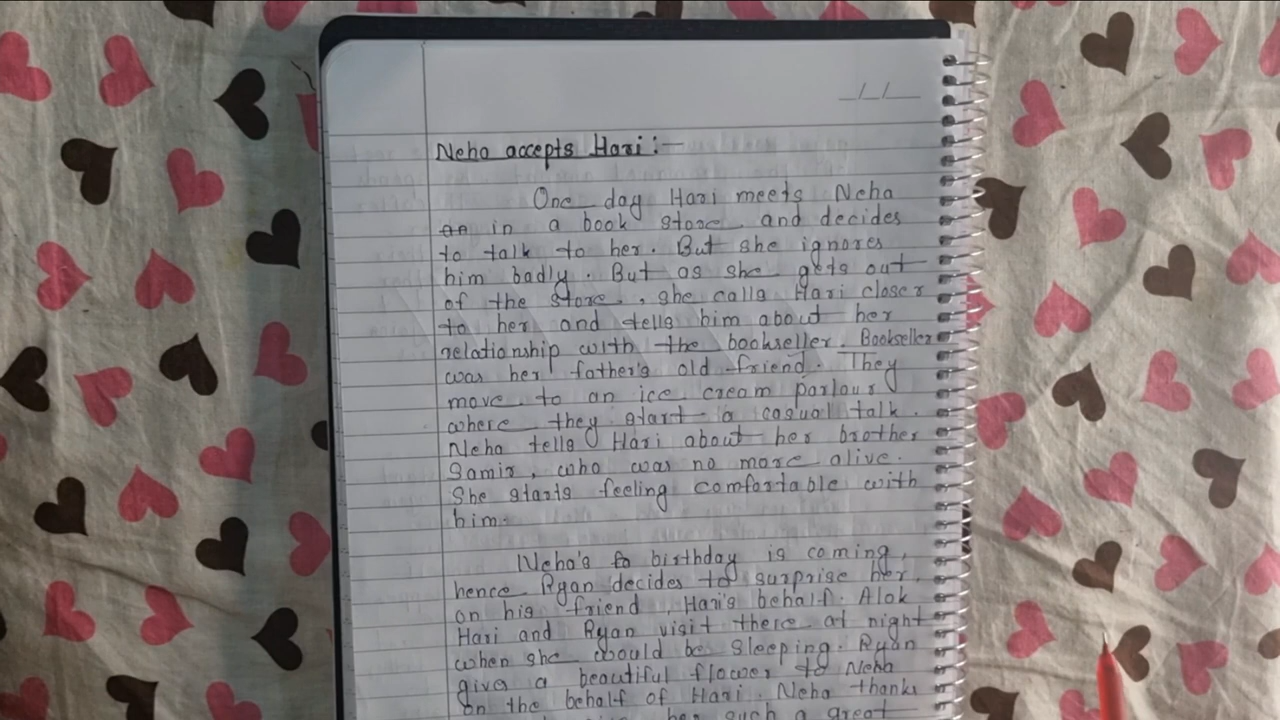 _/_/__
Neha accepts Hari :-
One day Hari meets Neha
an in a book store and decides
to talk to her. But she ignores
him badly. But as she gets out
of the store, she calls Hari closer
to her and tells him about her
relationship with the bookseller. Bookseller
was her father's old friend. They
move to an ice cream parlour
where they start a casual talk.
Neha tells Hari about her brother
Samir, who was no more alive.
She starts feeling comfortable with
him.
Neha's birthday is coming,
hence Ryan decides to surprise her
on his friend, Hari's behalf. Alok
Hari and Ryan visit there at night
when she would be sleeping. Ryan
gives a beautiful flower to Neha
on the behalf of Hari. Neha thanks
her such a great